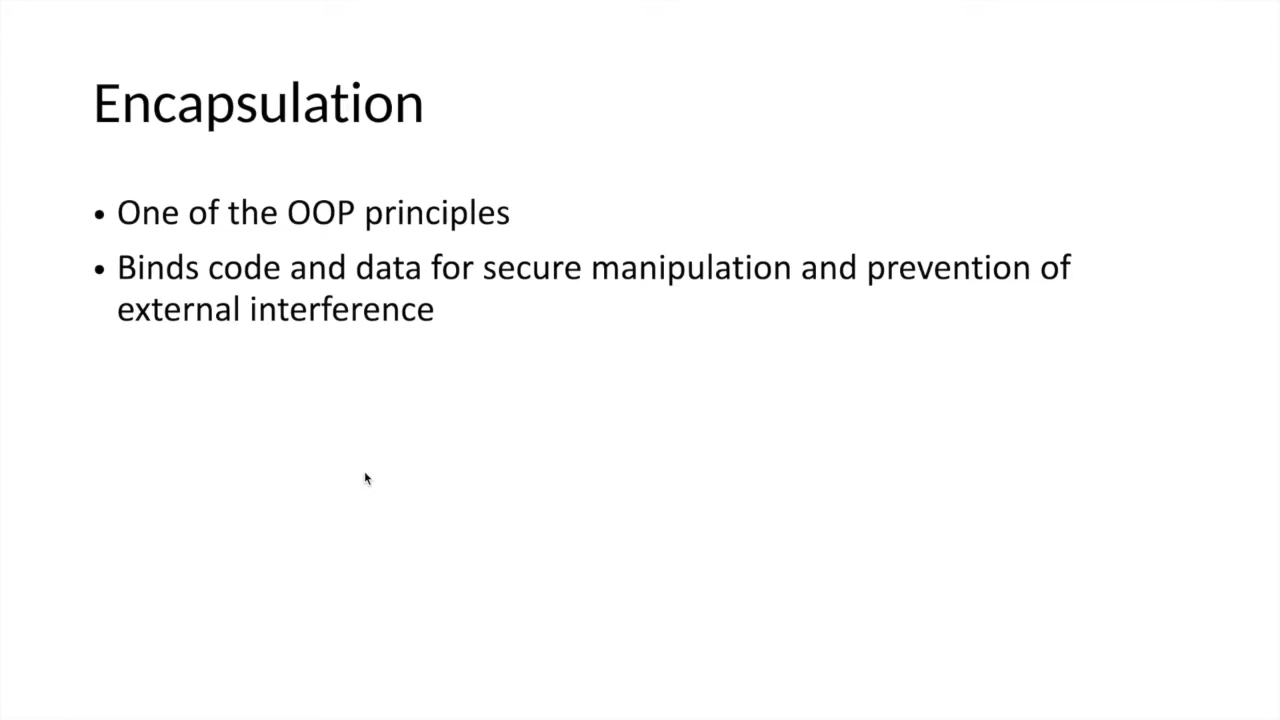 Encapsulation
• One of the OOP principles
• Binds code and data for secure manipulation and prevention of
external interference